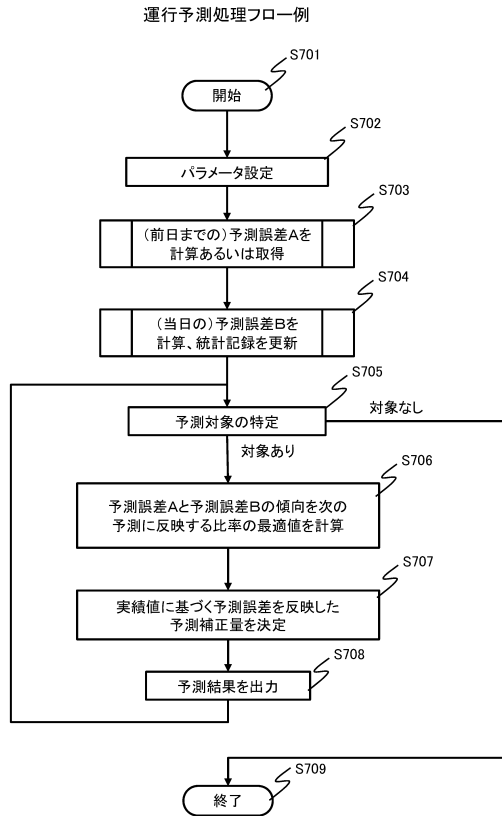 運行予測処理フロー例
S701
開始
S702
パラメータ設定
S703
(前日までの)予測誤差Aを
計算あるいは取得
S704
(当日の)予測誤差Bを
計算、統計記録を更新
S705
予測対象の特定
対象なし
対象あり
S706
予測誤差Aと予測誤差Bの傾向を次の
予測に反映する比率の最適値を計算
S707
実績値に基づく予測誤差を反映した
予測補正量を決定
S708
予測結果を出力
S709
終了